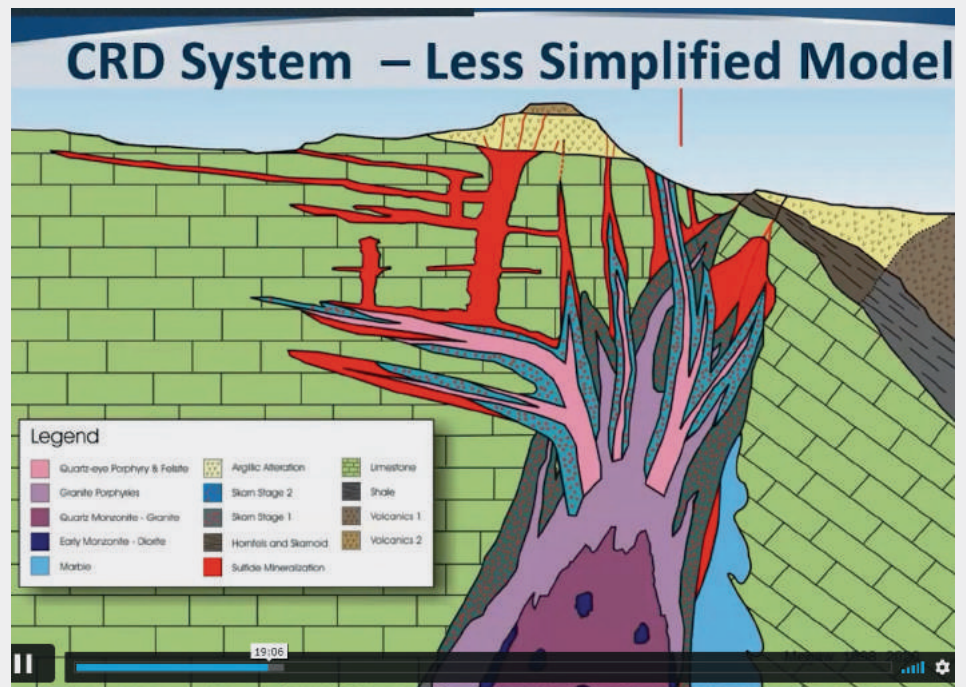 CRD System – Less Simplified Model
Legend
Quartz-eye Porphyry & Felsite
Granite Porphyries
Quartz Monzonite - Granite
Early Monzonite - Diorite
Marble
Argillic Alteration
Skarn Stage 2
Skarn Stage 1
Hornfels and Skarnoid
Sulfide Mineralization
Limestone
Shale
Volcanics 1
Volcanics 2
19:06